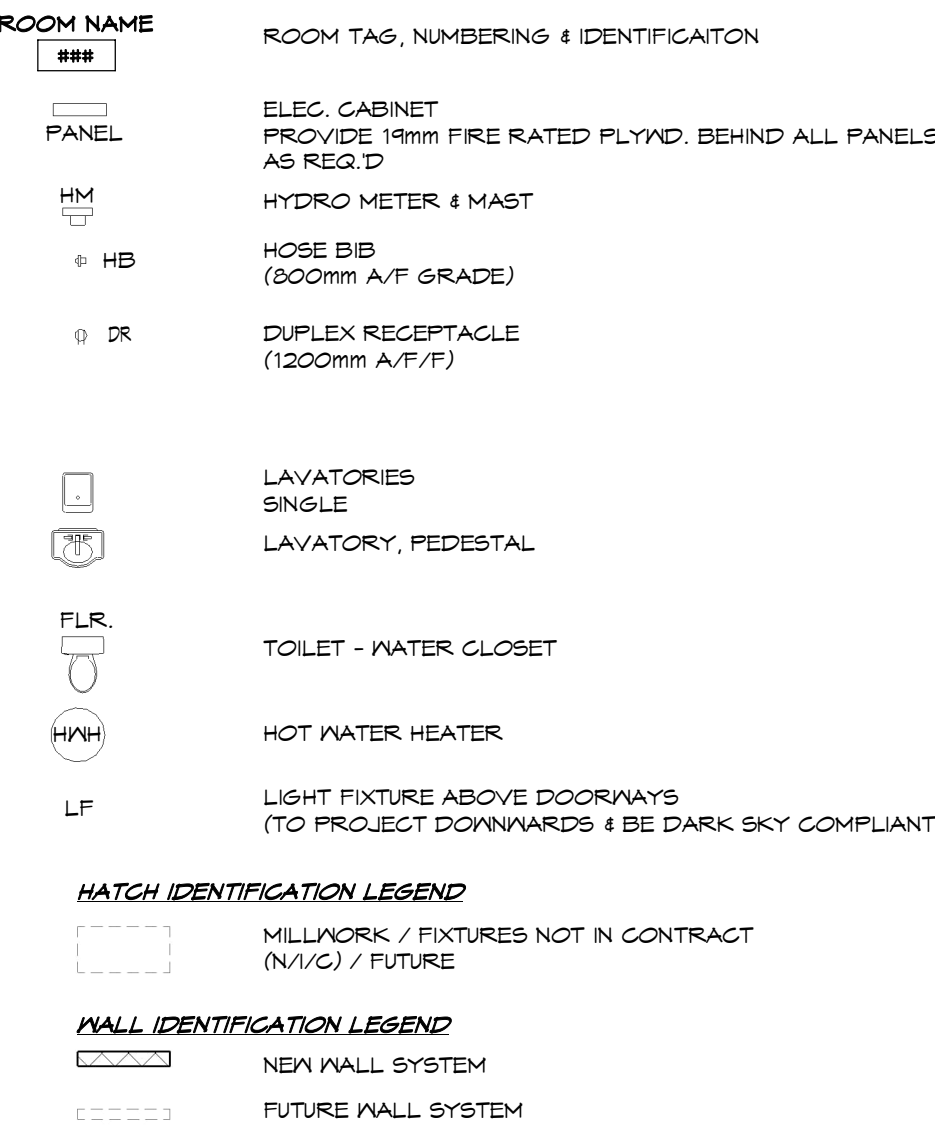 ROOM NAME
###
ROOM TAG, NUMBERING & IDENTIFICAITON
ELEC. CABINET
PANEL
PROVIDE 19mm FIRE RATED PLYWD. BEHIND ALL PANELS
AS REQ.'D
HM
HYDRO METER & MAST
HB
HOSE BIB
(800mm A/F GRADE)
DR
DUPLEX RECEPTACLE
(1200mm A/F/F)
LAVATORIES
SINGLE
LAVATORY, PEDESTAL
FLR.
TOILET - WATER CLOSET
HWH
HOT WATER HEATER
LF
LIGHT FIXTURE ABOVE DOORWAYS
(TO PROJECT DOWNWARDS & BE DARK SKY COMPLIANT
HATCH IDENTIFICATION LEGEND
MILLWORK / FIXTURES NOT IN CONTRACT
(N/I/C) / FUTURE
WALL IDENTIFICATION LEGEND
NEW WALL SYSTEM
FUTURE WALL SYSTEM